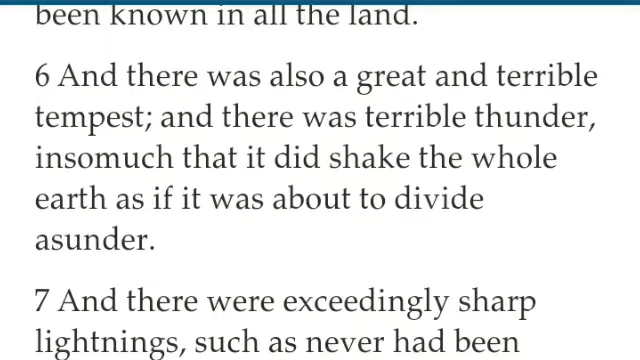 been known in all the land.
6 And there was also a great and terrible
tempest; and there was terrible thunder,
insomuch that it did shake the whole
earth as if it was about to divide
asunder.
7 And there were exceedingly sharp
lightnings, such as never had been